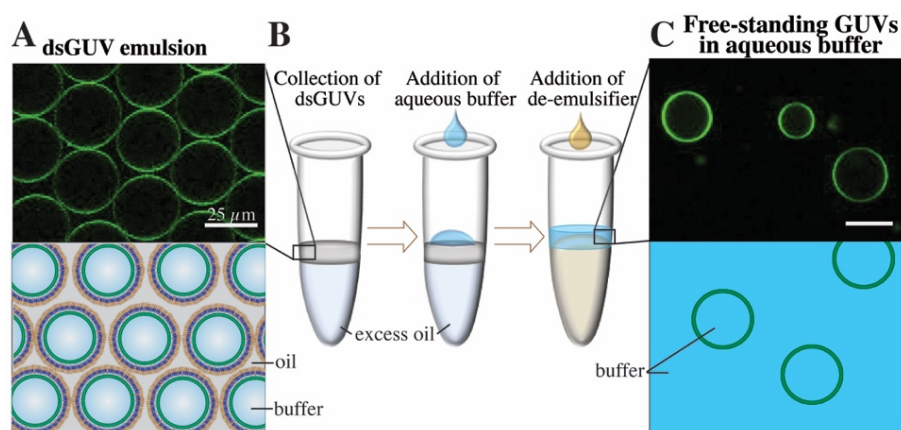 A
dsGUV emulsion
25 µm
oil
buffer
B
Collection of
dsGUVs
Addition of
aqueous buffer
Addition of
de-emulsifier
excess oil
C
Free-standing GUVs
in aqueous buffer
buffer